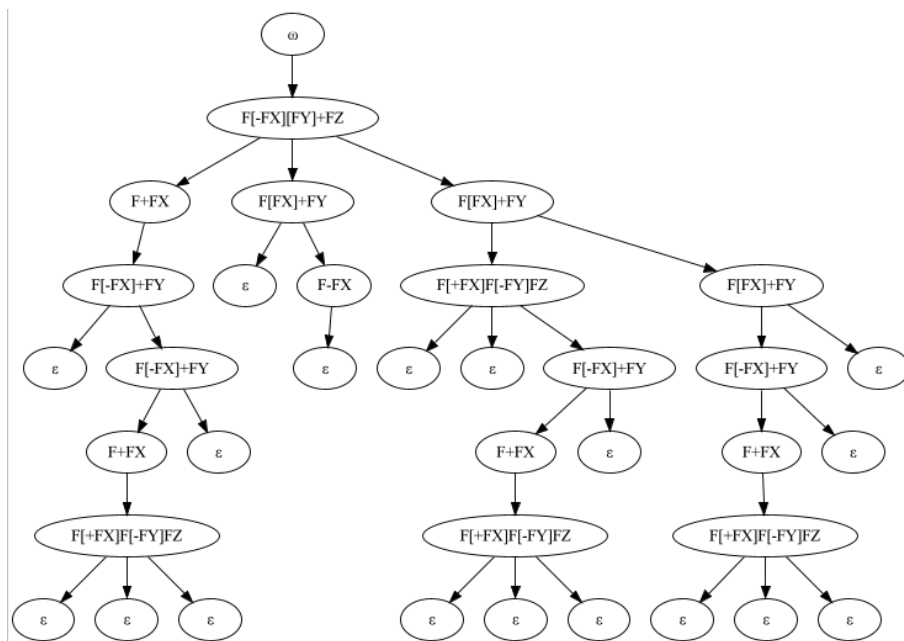 ω
F[-FX][FY]+FZ
F+FX F[FX]+FY F[FX]+FY
F[-FX]+FY ε F-FX F[+FX]F[-FY]FZ F[FX]+FY
ε F[-FX]+FY ε ε ε F[-FX]+FY F[-FX]+FY ε
F+FX ε F+FX ε F+FX ε
F[+FX]F[-FY]FZ F[+FX]F[-FY]FZ F[+FX]F[-FY]FZ
ε ε ε ε ε ε ε ε ε